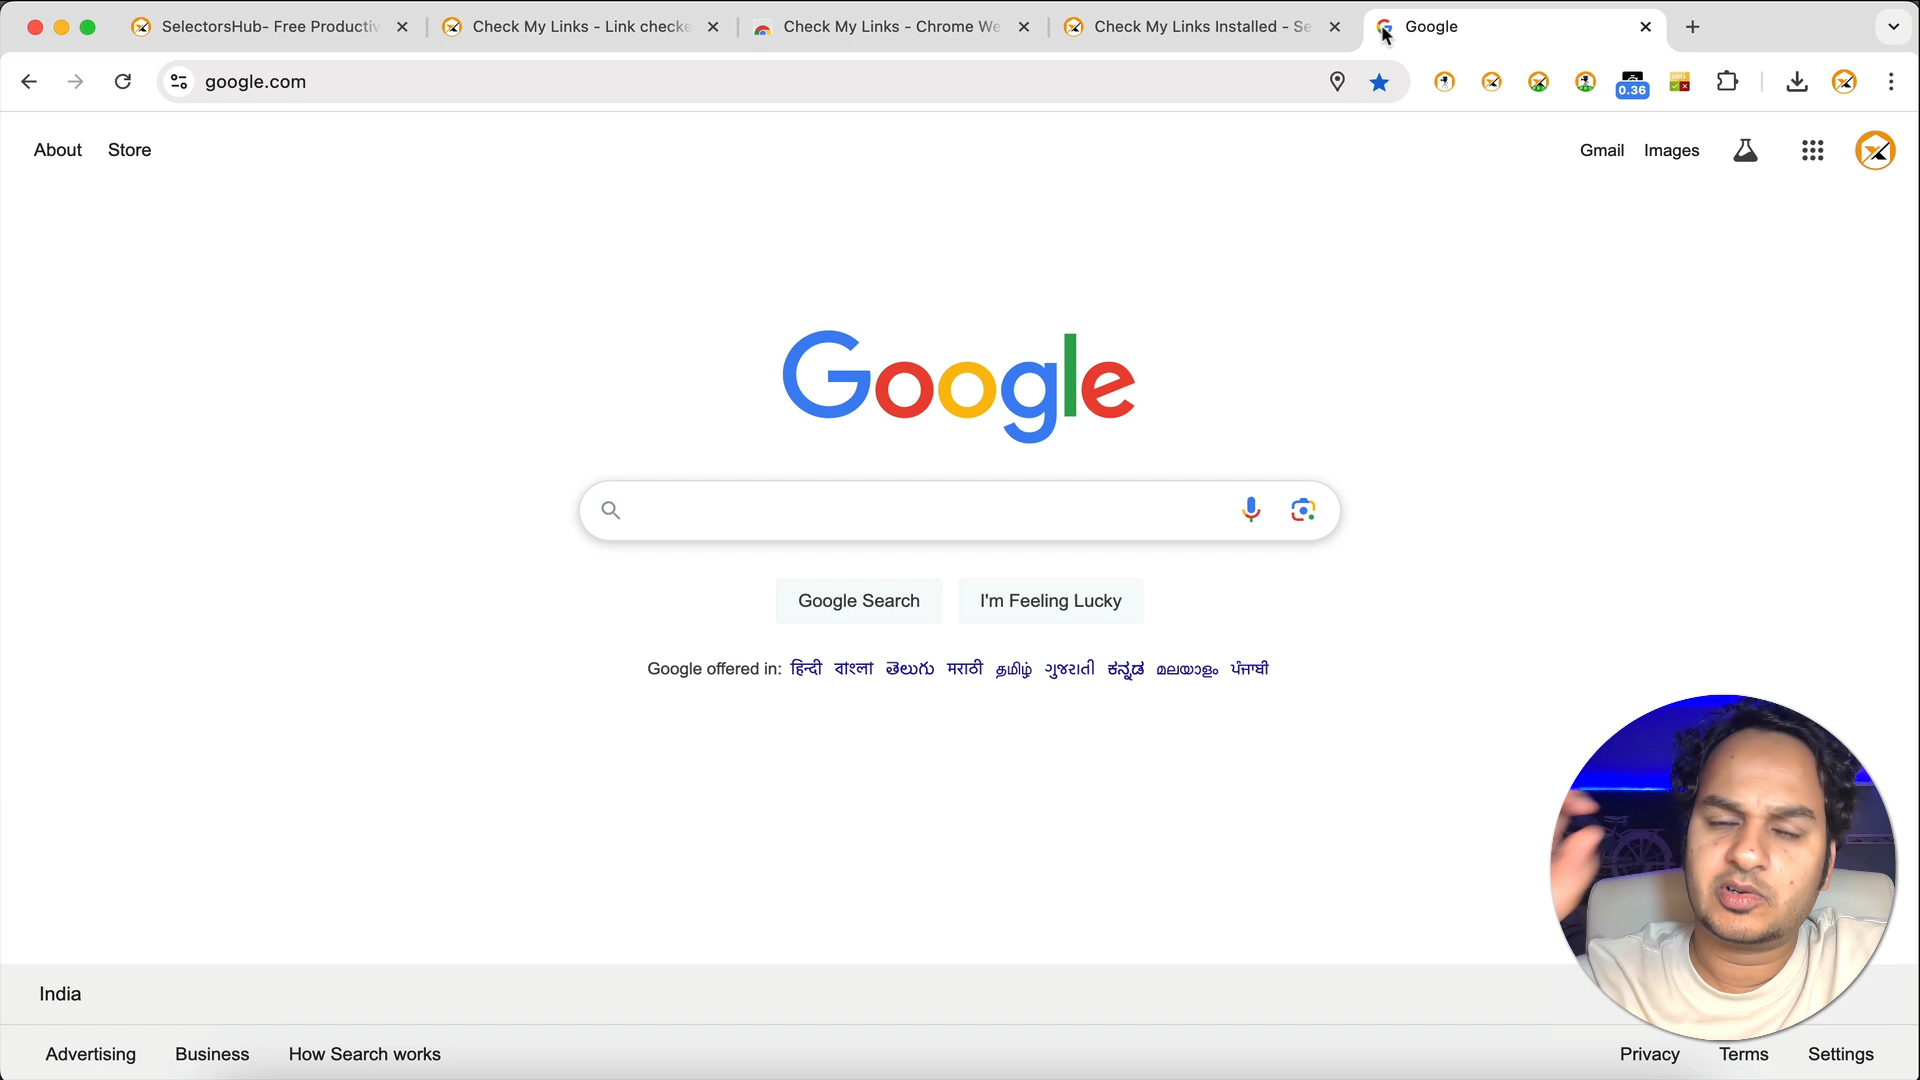 SelectorsHub- Free Productiv
Check My Links - Link checke
Check My Links - Chrome We
Check My Links Installed - Se
Google
google.com
0.36
About Store
Gmail Images
Google
Google Search I'm Feeling Lucky
Google offered in: हिन्दी বাংলা తెలుగు मराठी தமிழ் ગુજરાતી ಕನ್ನಡ മലയാളം ਪੰਜਾਬੀ
India
Advertising Business How Search works
Privacy Terms Settings